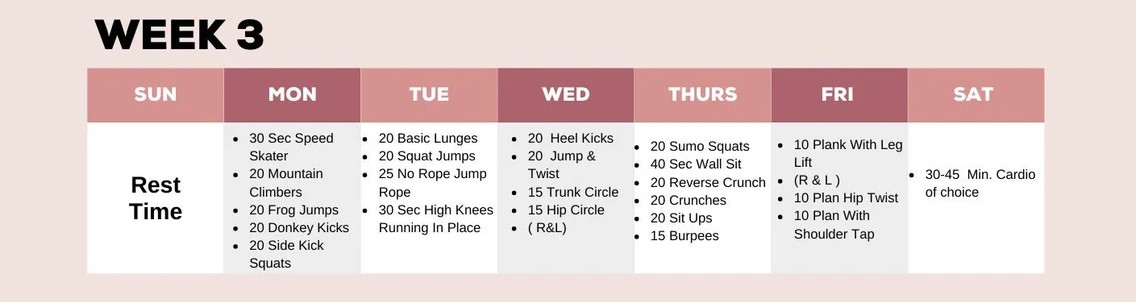 WEEK 3
SUN
MON
TUE
WED
THURS
FRI
SAT
Rest
Time
30 Sec Speed
Skater
20 Mountain
Climbers
20 Frog Jumps
20 Donkey Kicks
20 Side Kick
Squats
20 Basic Lunges
20 Squat Jumps
25 No Rope Jump
Rope
30 Sec High Knees
Running In Place
20 Heel Kicks
20 Jump &
Twist
15 Trunk Circle
15 Hip Circle
( R&L)
20 Sumo Squats
40 Sec Wall Sit
20 Reverse Crunch
20 Crunches
20 Sit Ups
15 Burpees
10 Plank With Leg
Lift
(R & L )
10 Plan Hip Twist
10 Plan With
Shoulder Tap
30-45 Min. Cardio
of choice